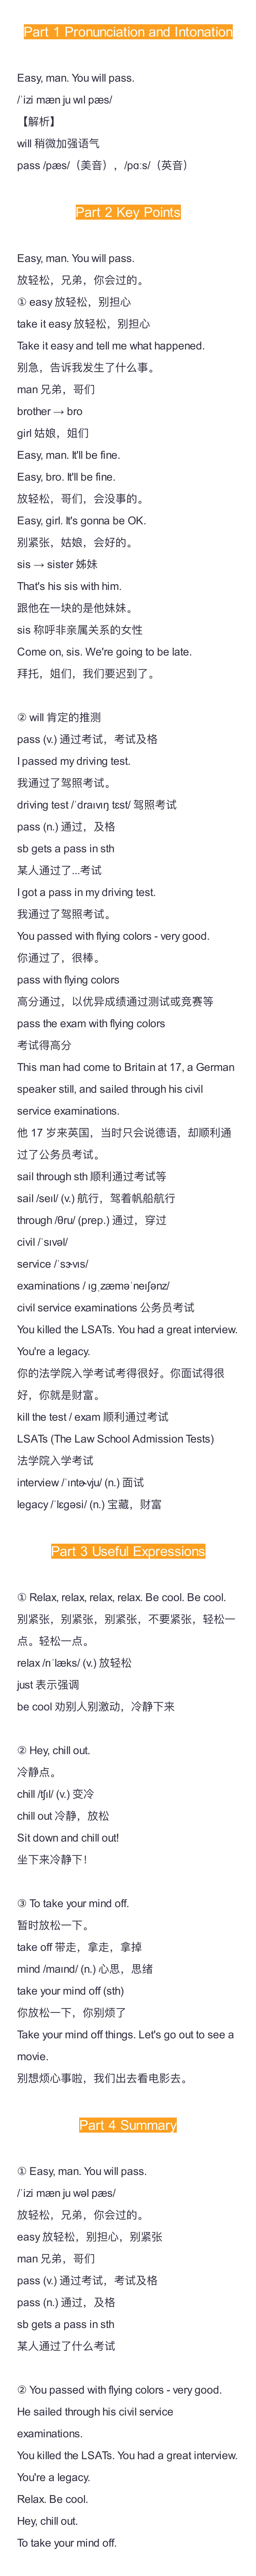 Part 1 Pronunciation and Intonation
Easy, man. You will pass.
/ˈizi mæn ju wɪl pæs/
【解析】
will 稍微加强语气
pass /pæs/（美音），/pɑːs/（英音）
Part 2 Key Points
Easy, man. You will pass.
放轻松，兄弟，你会过的。
① easy 放轻松，别担心
take it easy 放轻松，别担心
Take it easy and tell me what happened.
别急，告诉我发生了什么事。
man 兄弟，哥们
brother → bro
girl 姑娘，姐们
Easy, man. It'll be fine.
Easy, bro. It'll be fine.
放轻松，哥们，会没事的。
Easy, girl. It's gonna be OK.
别紧张，姑娘，会好的。
sis → sister 姊妹
That's his sis with him.
跟他在一块的是他妹妹。
sis 称呼非亲属关系的女性
Come on, sis. We're going to be late.
拜托，姐们，我们要迟到了。
② will 肯定的推测
pass (v.) 通过考试，考试及格
I passed my driving test.
我通过了驾照考试。
driving test /ˈdraɪvɪŋ tɛst/ 驾照考试
pass (n.) 通过，及格
sb gets a pass in sth
某人通过了...考试
I got a pass in my driving test.
我通过了驾照考试。
You passed with flying colors - very good.
你通过了，很棒。
pass with flying colors
高分通过，以优异成绩通过测试或竞赛等
pass the exam with flying colors
考试得高分
This man had come to Britain at 17, a German
speaker still, and sailed through his civil
service examinations.
他 17 岁来英国，当时只会说德语，却顺利通
过了公务员考试。
sail through sth 顺利通过考试等
sail /seɪl/ (v.) 航行，驾着帆船航行
through /θru/ (prep.) 通过，穿过
civil /ˈsɪvəl/
service /ˈsɝvɪs/
examinations / ɪgˌzæməˈneɪʃənz/
civil service examinations 公务员考试
You killed the LSATs. You had a great interview.
You're a legacy.
你的法学院入学考试考得很好。你面试得很
好，你就是财富。
kill the test / exam 顺利通过考试
LSATs (The Law School Admission Tests)
法学院入学考试
interview /ˈɪntɚvju/ (n.) 面试
legacy /ˈlɛgəsi/ (n.) 宝藏，财富
Part 3 Useful Expressions
① Relax, relax, relax, relax. Be cool. Be cool.
别紧张，别紧张，别紧张，不要紧张，轻松一
点。轻松一点。
relax /rɪˈlæks/ (v.) 放轻松
just 表示强调
be cool 劝别人别激动，冷静下来
② Hey, chill out.
冷静点。
chill /tʃɪl/ (v.) 变冷
chill out 冷静，放松
Sit down and chill out!
坐下来冷静下！
③ To take your mind off.
暂时放松一下。
take off 带走，拿走，拿掉
mind /maɪnd/ (n.) 心思，思绪
take your mind off (sth)
你放松一下，你别烦了
Take your mind off things. Let's go out to see a
movie.
别想烦心事啦，我们出去看电影去。
Part 4 Summary
① Easy, man. You will pass.
/ˈizi mæn ju wəl pæs/
放轻松，兄弟，你会过的。
easy 放轻松，别担心，别紧张
man 兄弟，哥们
pass (v.) 通过考试，考试及格
pass (n.) 通过，及格
sb gets a pass in sth
某人通过了什么考试
② You passed with flying colors - very good.
He sailed through his civil service
examinations.
You killed the LSATs. You had a great interview.
You're a legacy.
Relax. Be cool.
Hey, chill out.
To take your mind off.